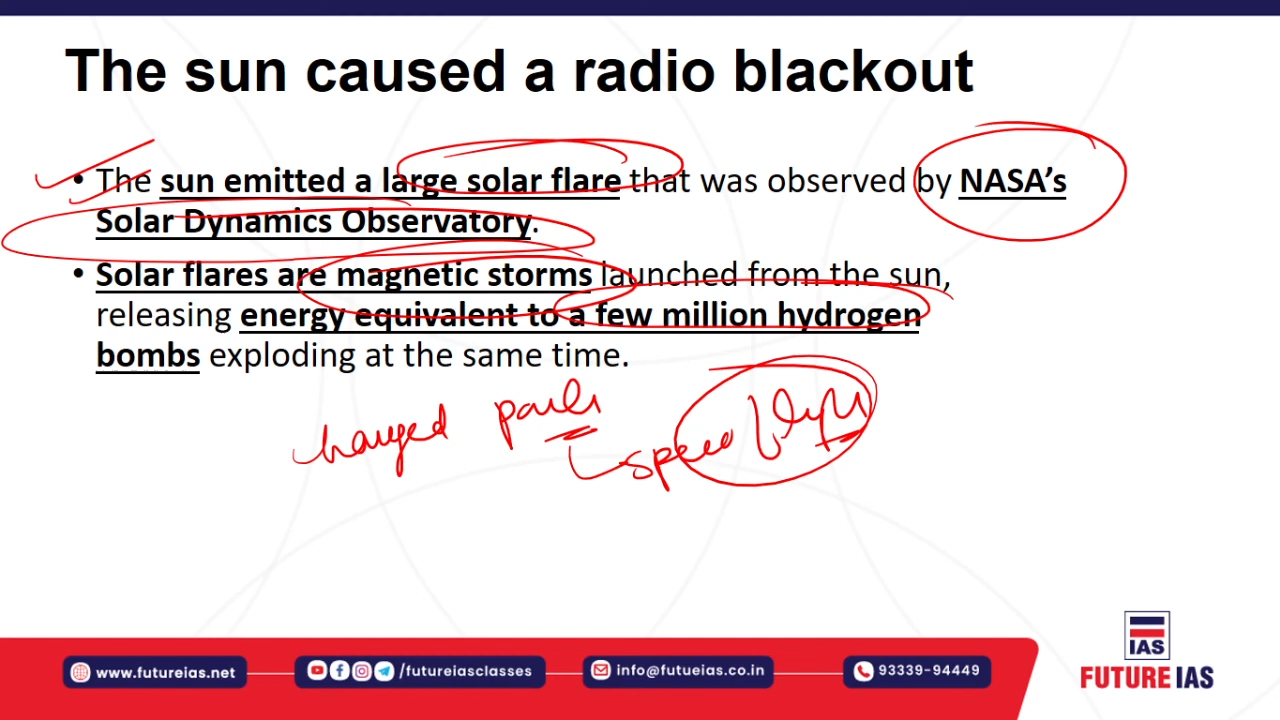 The sun caused a radio blackout
• The sun emitted a large solar flare that was observed by NASA's
Solar Dynamics Observatory.
• Solar flares are magnetic storms launched from the sun,
releasing energy equivalent to a few million hydrogen
bombs exploding at the same time.
charged
speed
IAS
FUTURE IAS
www.futureias.net
/futureiasclasses
info@futueias.co.in
93339-94449